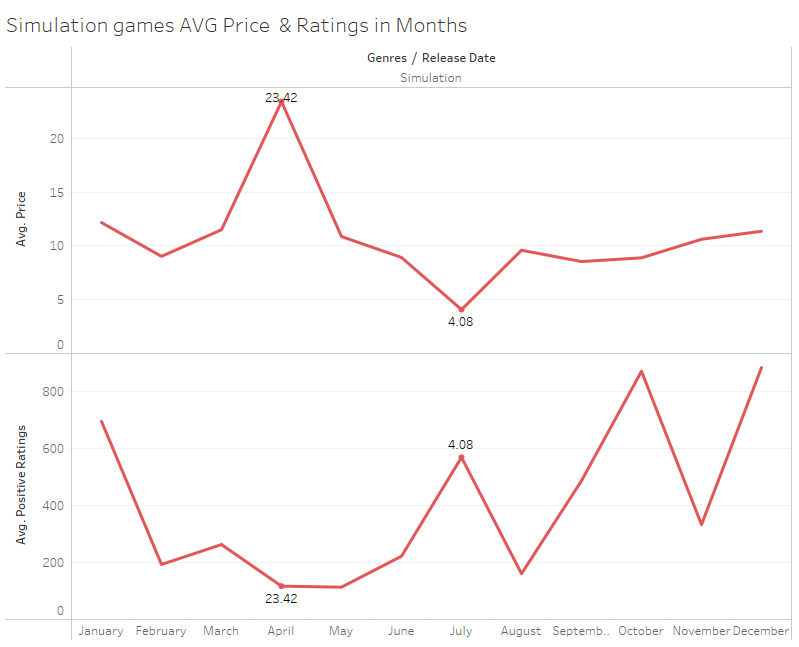 Simulation games AVG Price & Ratings in Months
Genres / Release Date
Simulation
23.42
20
15
10
5
0
Avg. Price
4.08
800
600
400
200
0
Avg. Positive Ratings
4.08
23.42
January February March April May June July August Septemb.. October November December